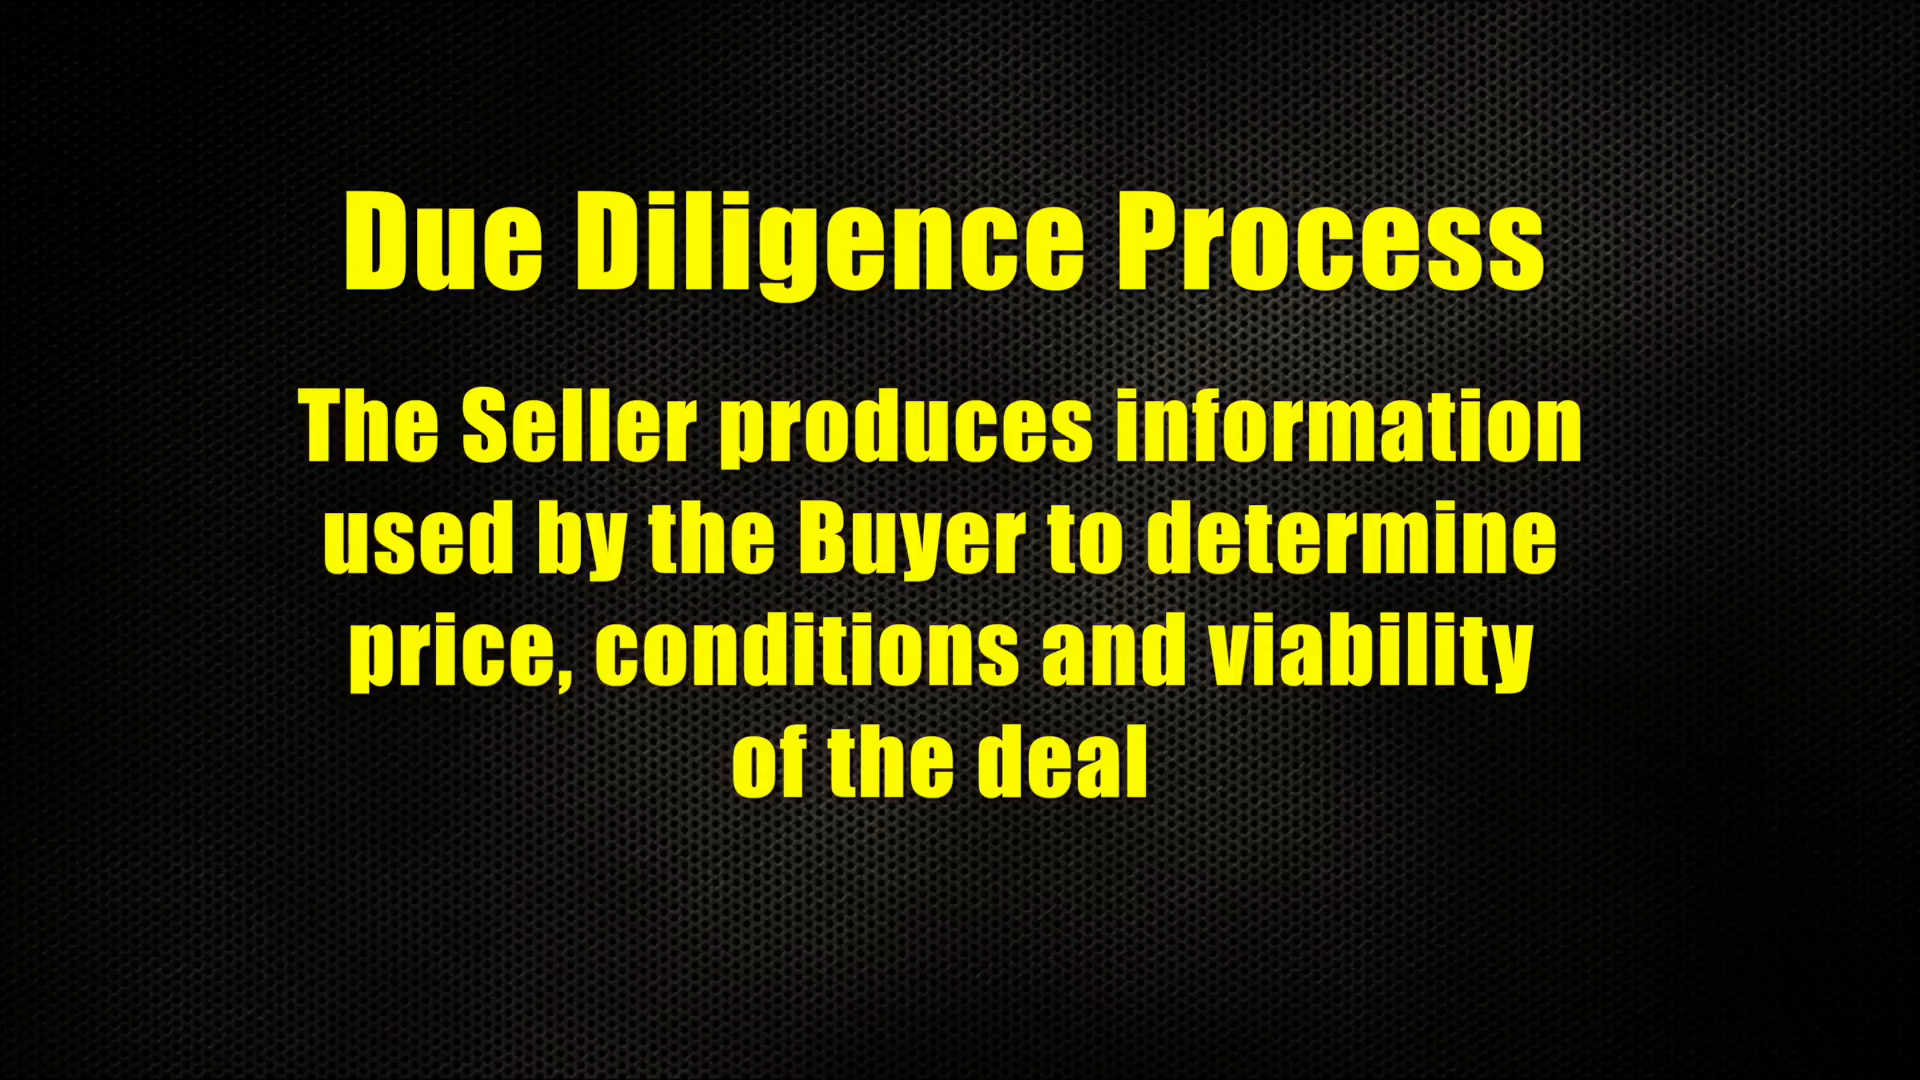 Due Diligence Process
The Seller produces information
used by the Buyer to determine
price, conditions and viability
of the deal